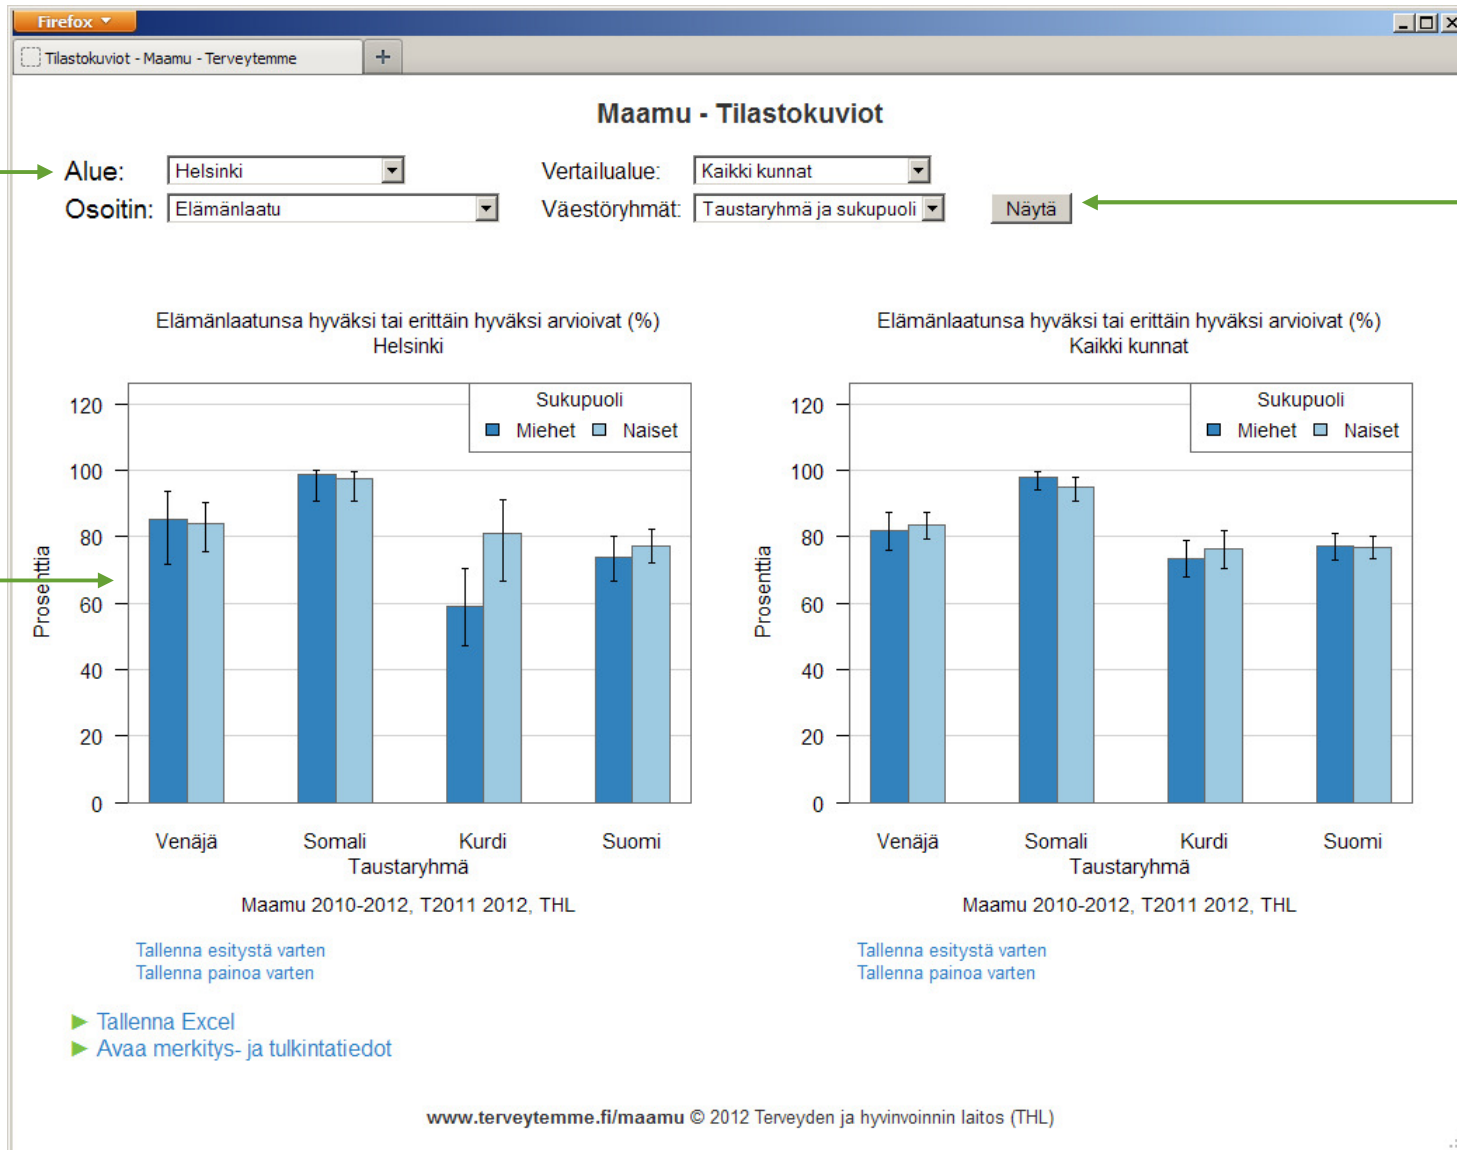 Firefox
Tilastokuviot - Maamu - Terveytemme
Maamu - Tilastokuviot
Alue: Helsinki Vertailualue: Kaikki kunnat
Osoitin: Elämänlaatu Väestöryhmät: Taustaryhmä ja sukupuoli Näytä
Elämänlaatunsa hyväksi tai erittäin hyväksi arvioivat (%)
Helsinki
Sukupuoli
Miehet Naiset
120
100
80
60
40
20
0
Prosenttia
Venäjä Somali Kurdi Suomi
Taustaryhmä
Maamu 2010-2012, T2011 2012, THL
Tallenna esitystä varten
Tallenna painoa varten
Elämänlaatunsa hyväksi tai erittäin hyväksi arvioivat (%)
Kaikki kunnat
Sukupuoli
Miehet Naiset
120
100
80
60
40
20
0
Prosenttia
Venäjä Somali Kurdi Suomi
Taustaryhmä
Maamu 2010-2012, T2011 2012, THL
Tallenna esitystä varten
Tallenna painoa varten
Tallenna Excel
Avaa merkitys- ja tulkintatiedot
www.terveytemme.fi/maamu © 2012 Terveyden ja hyvinvoinnin laitos (THL)